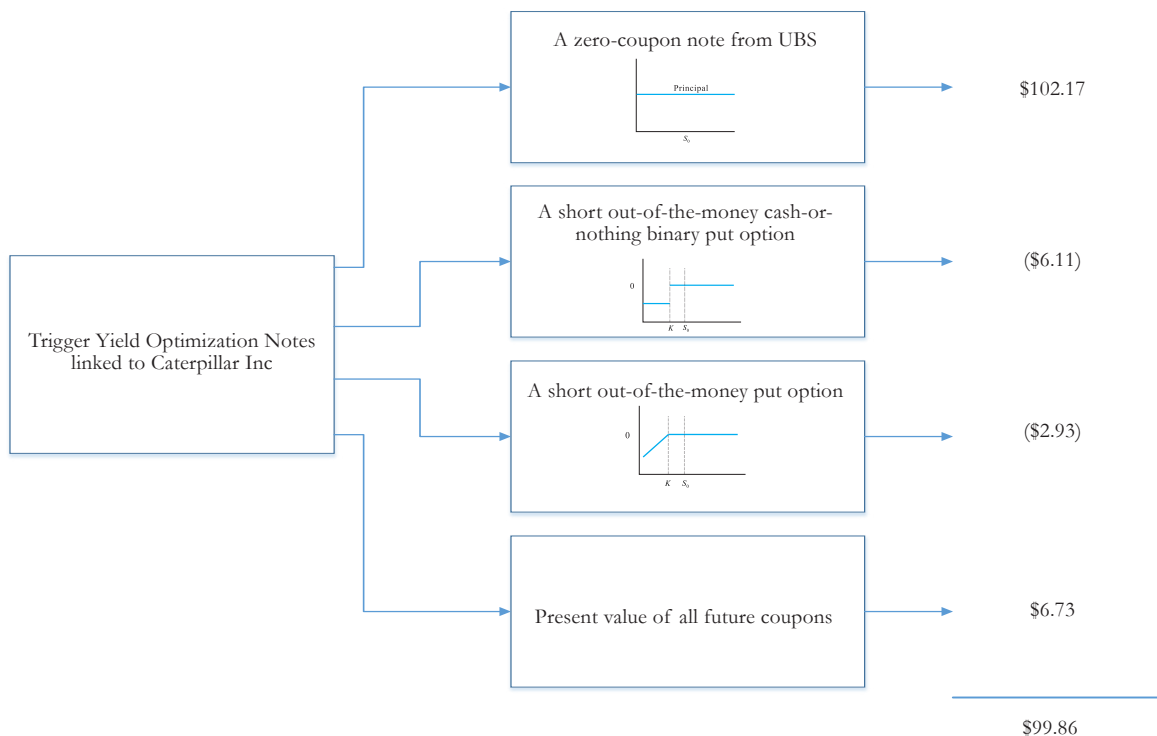 A zero-coupon note from UBS
Principal
S₀
$102.17
A short out-of-the-money cash-or-
nothing binary put option
0
K S₀
($6.11)
Trigger Yield Optimization Notes
linked to Caterpillar Inc
A short out-of-the-money put option
0
K S₀
($2.93)
Present value of all future coupons
$6.73
$99.86